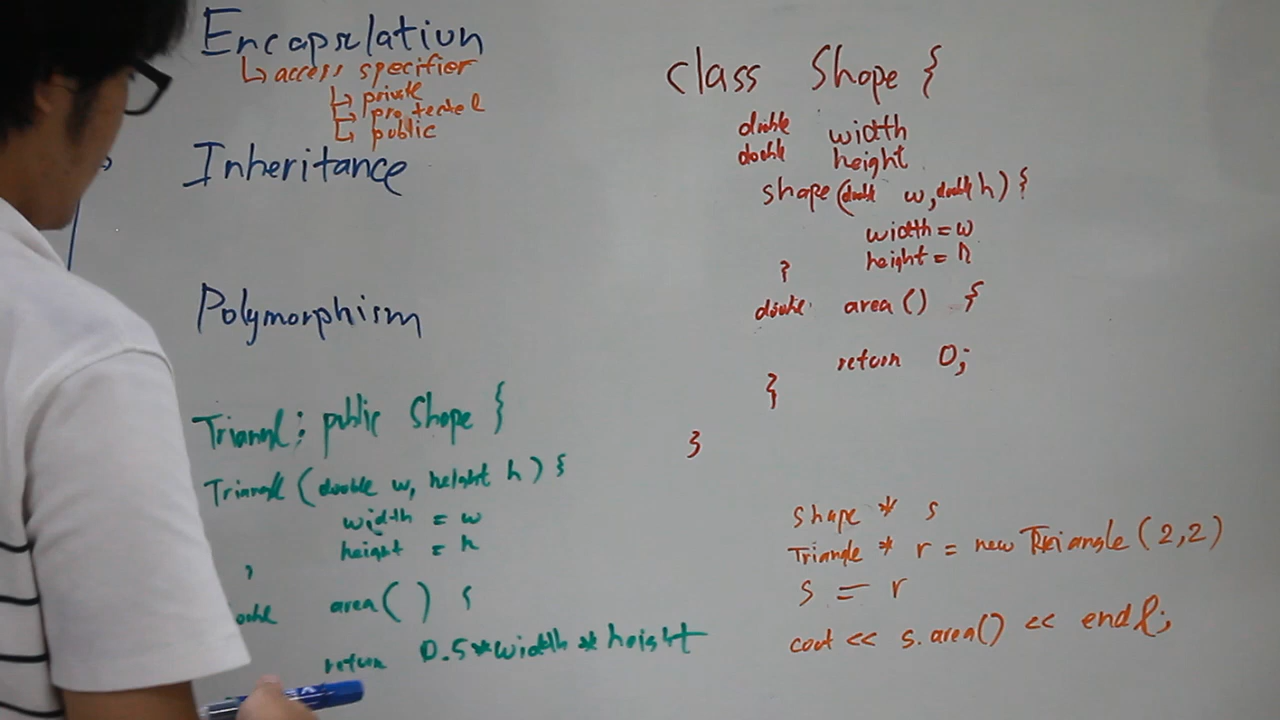 Encapsulation
↳ access specifier
↳ private
↳ protected
↳ public
Inheritance
Polymorphism
Triangl: public Shape {
Triangle (double w, height h) {
width = w
height = h
}
area() {
return 0.5*width*height
class Shape {
double width
double height
shape(double w, double h) {
width = w
height = h
}
double area() {
return 0;
}
}
shape * s
Triangle * r = new Triangle (2,2)
s = r
cout << s.area() << endl;